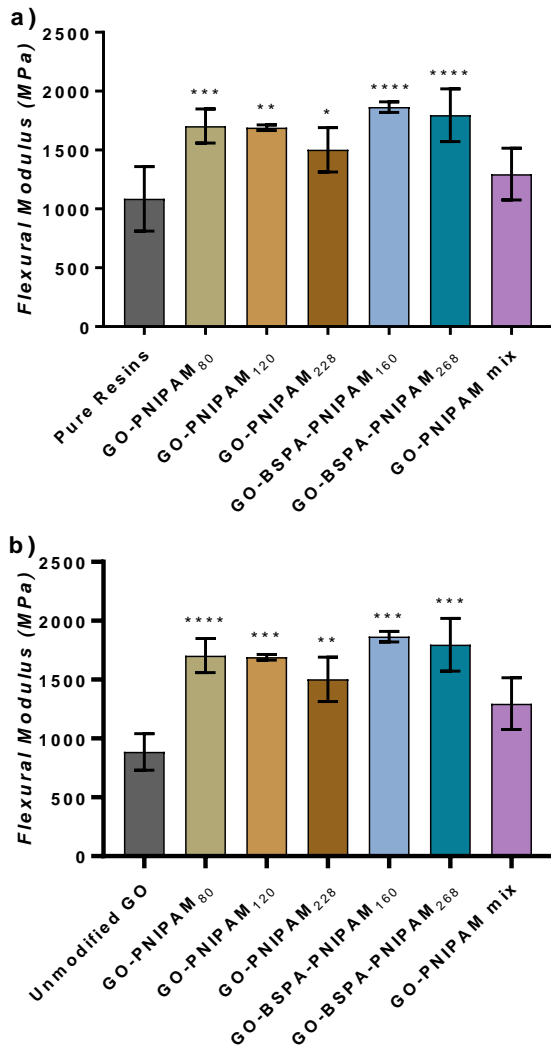 a)
Flexural Modulus (MPa)
2500
2000
1500
1000
500
0
***
**
*
****
****
Pure Resins
GO-PNIPAM80
GO-PNIPAM120
GO-PNIPAM228
GO-BSPA-PNIPAM160
GO-BSPA-PNIPAM268
GO-PNIPAM mix
b)
Flexural Modulus (MPa)
2500
2000
1500
1000
500
0
****
***
**
***
***
Unmodified GO
GO-PNIPAM80
GO-PNIPAM120
GO-PNIPAM228
GO-BSPA-PNIPAM160
GO-BSPA-PNIPAM268
GO-PNIPAM mix